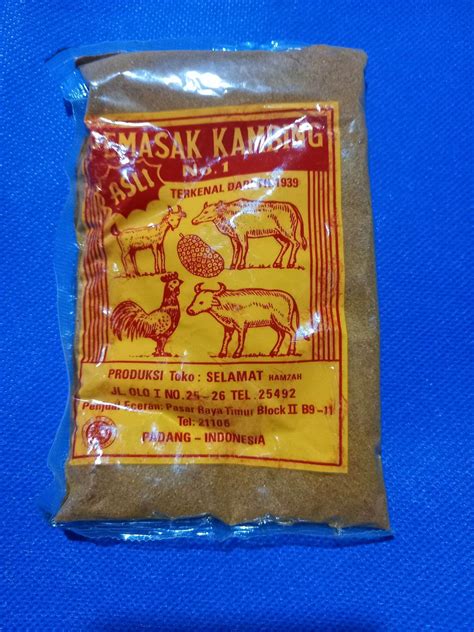 PEMASAK KAMBING
No. 1
ASLI
TERKENAL DARI TH 1939
PRODUKSI Toko : SELAMAT HAMZAH
JL. OLO I NO. 25 - 26 TEL. 25492
Penjual Eceran: Pasar Raya Timur Block II B9-11
Tel: 21106
PADANG - INDONESIA